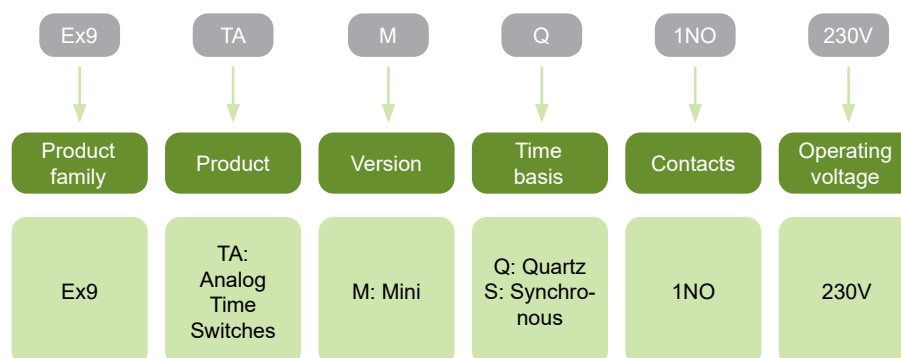 Ex9
TA
M
Q
1NO
230V
Product
family
Product
Version
Time
basis
Contacts
Operating
voltage
Ex9
TA:
Analog
Time
Switches
M: Mini
Q: Quartz
S: Synchro-
nous
1NO
230V